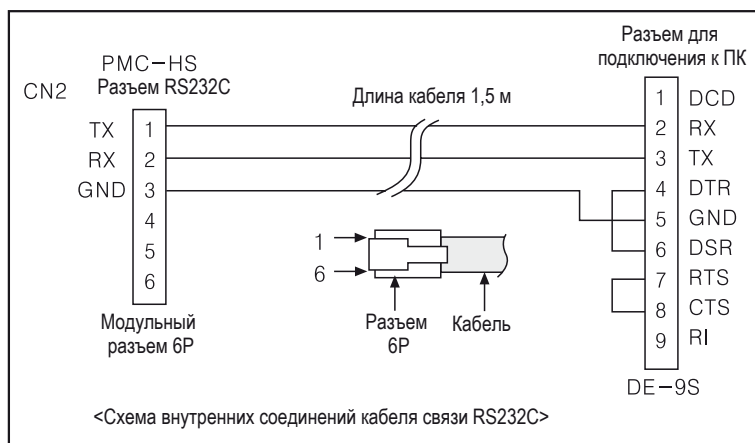 PMC-HS
Разъем RS232C
CN2
Разъем для
подключения к ПК
Длина кабеля 1,5 м
TX 1
RX 2
GND 3
4
5
6
1 DCD
2 RX
3 TX
4 DTR
5 GND
6 DSR
7 RTS
8 CTS
9 RI
1
6
Модульный
разъем 6P
Разъем
6P
Кабель
DE-9S
<Схема внутренних соединений кабеля связи RS232C>